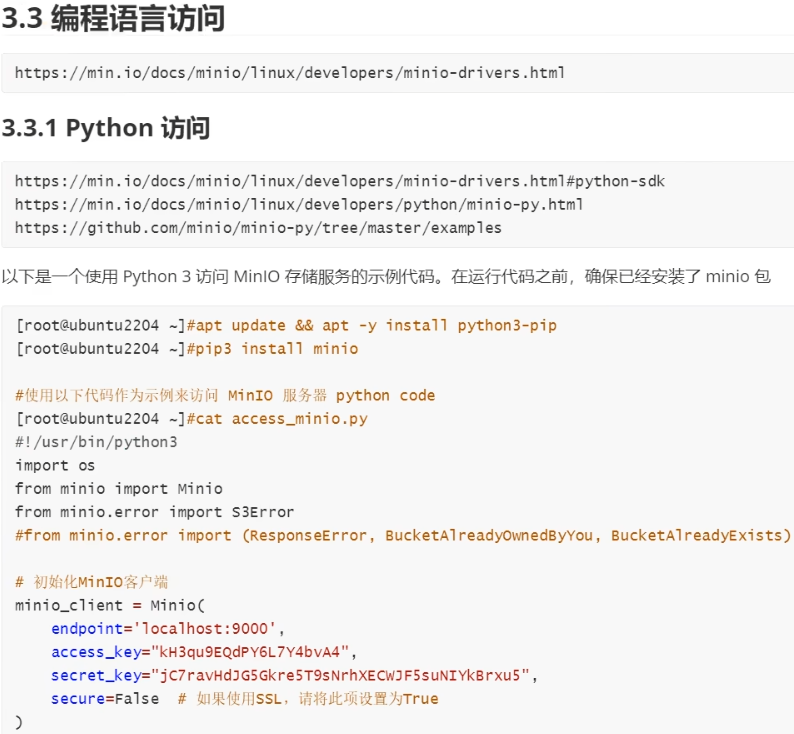 3.3 编程语言访问
https://min.io/docs/minio/linux/developers/minio-drivers.html
3.3.1 Python 访问
https://min.io/docs/minio/linux/developers/minio-drivers.html#python-sdk
https://min.io/docs/minio/linux/developers/python/minio-py.html
https://github.com/minio/minio-py/tree/master/examples
以下是一个使用 Python 3 访问 MinIO 存储服务的示例代码。在运行代码之前，确保已经安装了 minio 包
[root@ubuntu2204 ~]#apt update && apt -y install python3-pip
[root@ubuntu2204 ~]#pip3 install minio
#使用以下代码作为示例来访问 MinIO 服务器 python code
[root@ubuntu2204 ~]#cat access_minio.py
#!/usr/bin/python3
import os
from minio import Minio
from minio.error import S3Error
#from minio.error import (ResponseError, BucketAlreadyOwnedByYou, BucketAlreadyExists)
# 初始化MinIO客户端
minio_client = Minio(
    endpoint='localhost:9000',
    access_key="kH3qu9EQdPY6L7Y4bvA4",
    secret_key="jC7ravHdJG5Gkre5T9sNrhXECWJF5suNIYkBrxu5",
    secure=False  # 如果使用SSL，请将此项设置为True
)